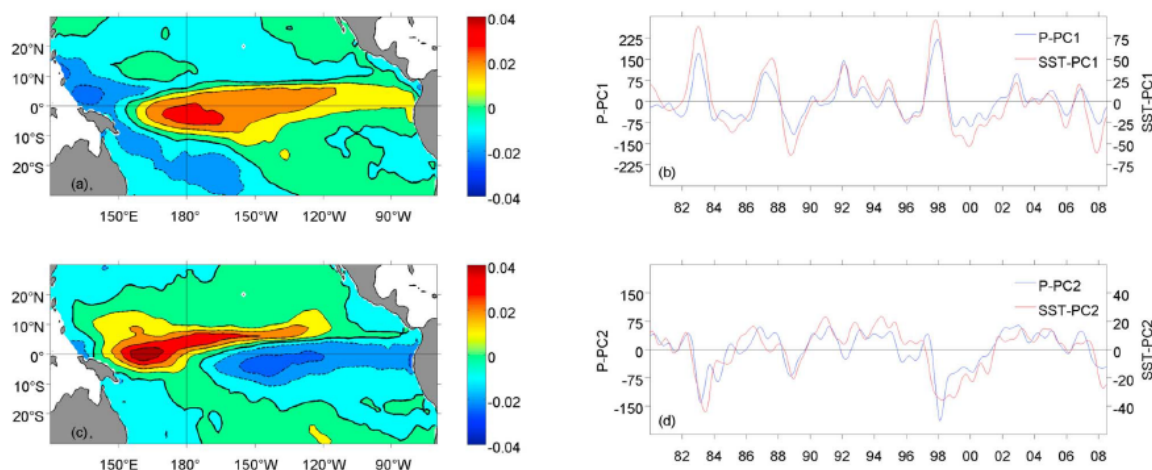 20°N
10°N
0°
10°S
20°S
(a).
150°E 180° 150°W 120°W 90°W
0.04
0.02
0
-0.02
-0.04
P-PC1
225
150
75
0
-75
-150
-225
P-PC1
SST-PC1
(b)
82 84 86 88 90 92 94 96 98 00 02 04 06 08
75
50
25
0
-25
-50
-75
SST-PC1
20°N
10°N
0°
10°S
20°S
(c).
150°E 180° 150°W 120°W 90°W
0.04
0.02
0
-0.02
-0.04
P-PC2
150
75
0
-75
-150
P-PC2
SST-PC2
(d)
82 84 86 88 90 92 94 96 98 00 02 04 06 08
40
20
0
-20
-40
SST-PC2